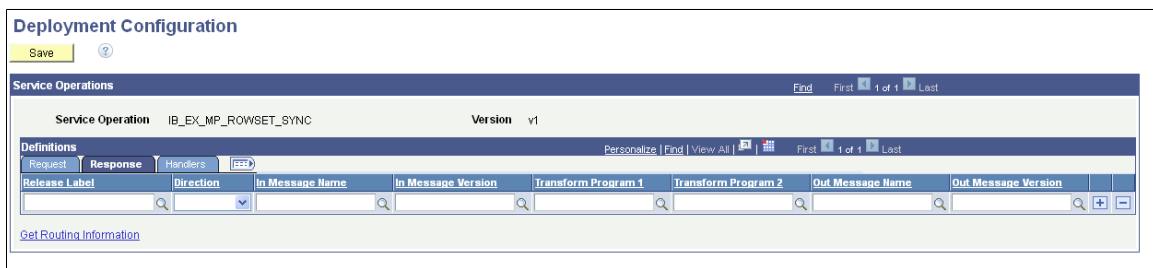 Deployment Configuration
Save ?
Service Operations Find First 1 of 1 Last
Service Operation IB_EX_MP_ROWSET_SYNC Version v1
Definitions Personalize | Find | View All | | First 1 of 1 Last
Request Response Handlers
Release Label Direction In Message Name In Message Version Transform Program 1 Transform Program 2 Out Message Name Out Message Version
Get Routing Information